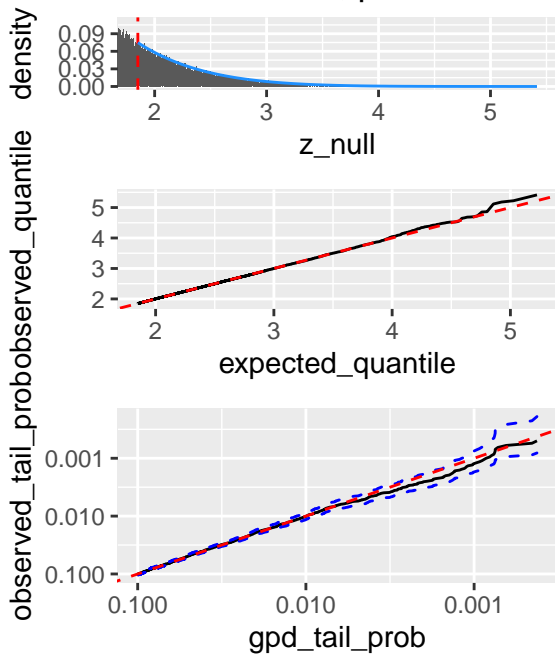 density
0.09
0.06
0.03
0.00
2 3 4 5
z_null
observed_quantile
5
4
3
2
2 3 4 5
expected_quantile
observed_tail_prob
0.001
0.010
0.100
0.100 0.010 0.001
gpd_tail_prob